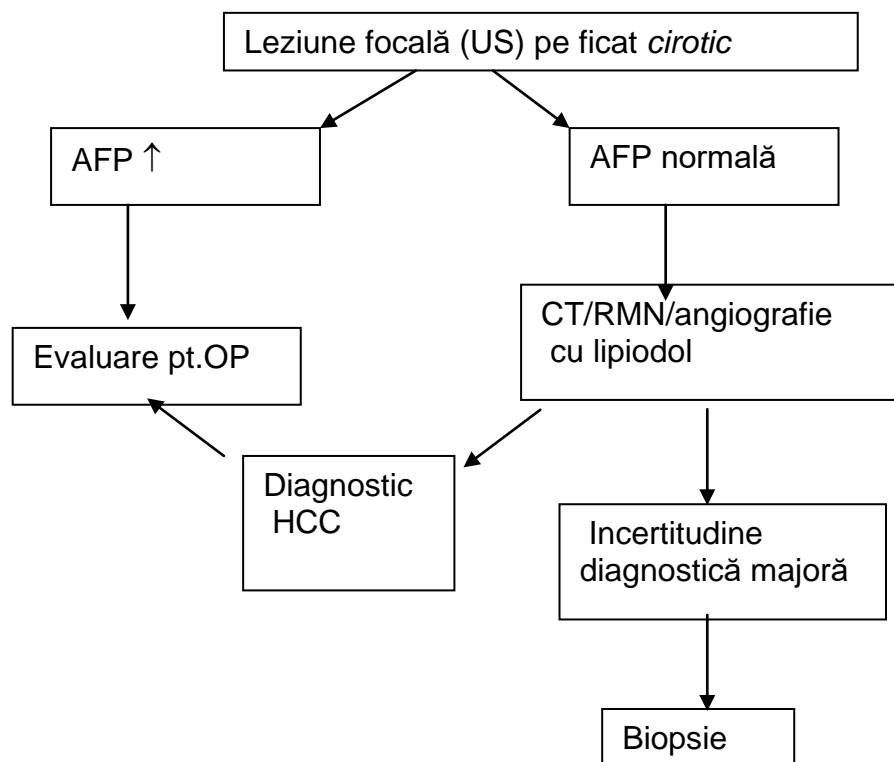 Leziune focală (US) pe ficat cirotic
AFP ↑
AFP normală
CT/RMN/angiografie
cu lipiodol
Evaluare pt.OP
Diagnostic
HCC
Incertitudine
diagnostică majoră
Biopsie